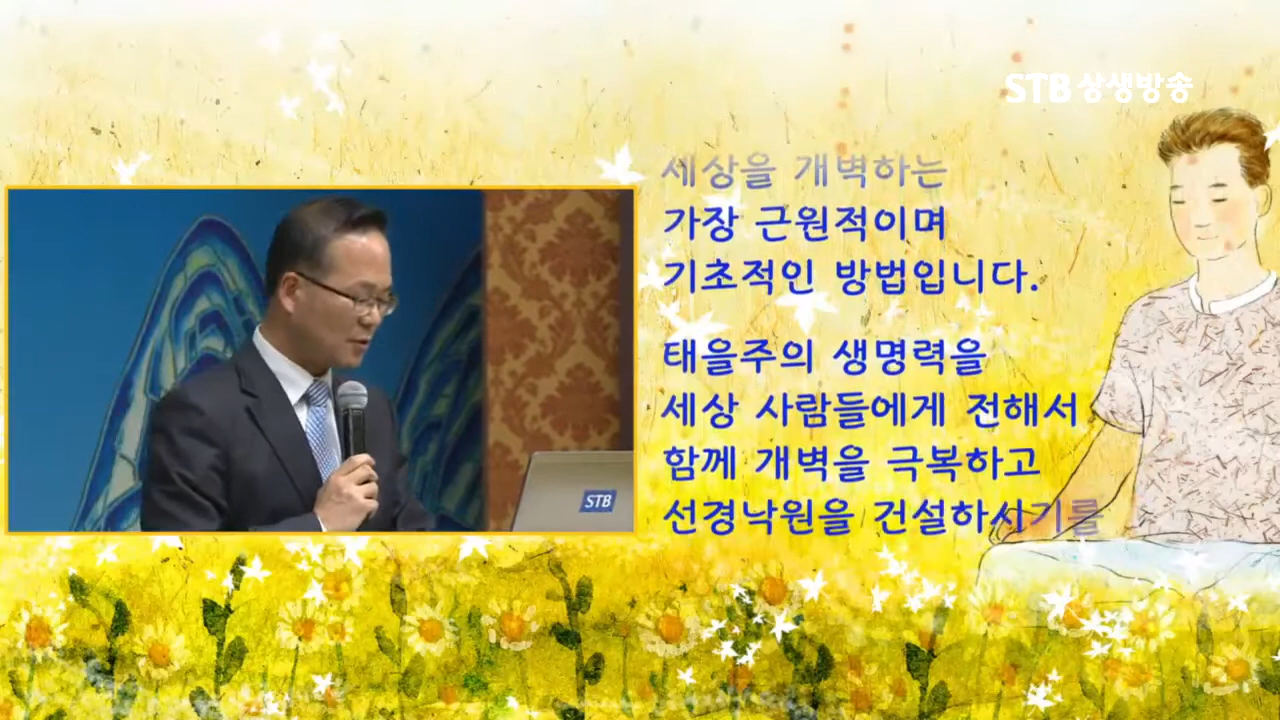 STB 상생방송
세상을 개벽하는
가장 근원적이며
기초적인 방법입니다.
태을주의 생명력을
세상 사람들에게 전해서
함께 개벽을 극복하고
선경낙원을 건설하시기를
STB